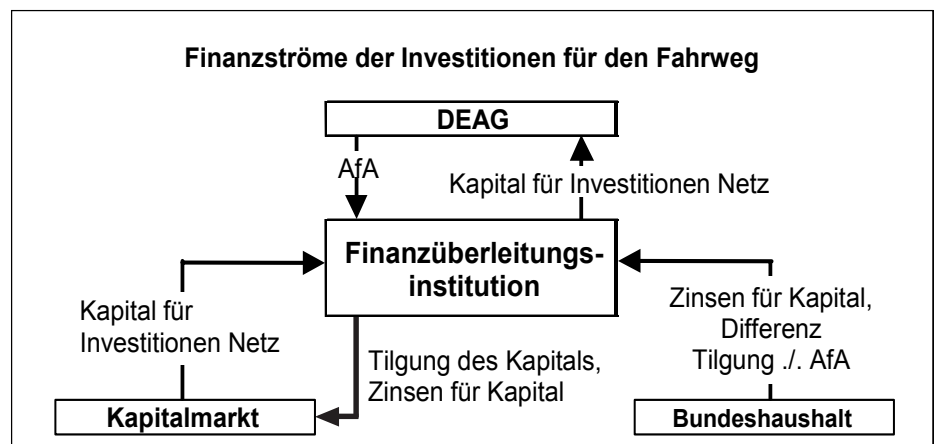 Finanzströme der Investitionen für den Fahrweg
DEAG
AfA
Kapital für Investitionen Netz
Finanzüberleitungs-
institution
Kapital für
Investitionen Netz
Zinsen für Kapital,
Differenz
Tilgung ./. AfA
Tilgung des Kapitals,
Zinsen für Kapital
Kapitalmarkt
Bundeshaushalt